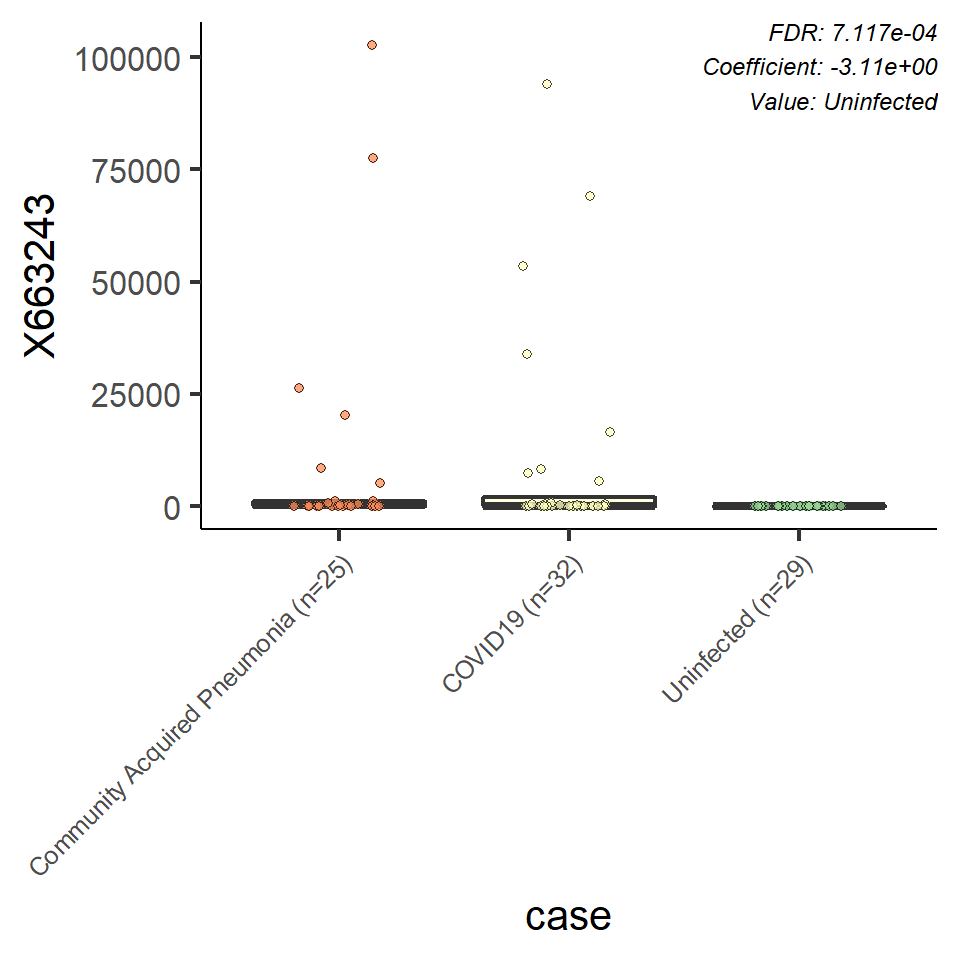 FDR: 7.117e-04
Coefficient: -3.11e+00
Value: Uninfected
100000
75000
50000
25000
0
X663243
Community Acquired Pneumonia (n=25)
COVID19 (n=32)
Uninfected (n=29)
case